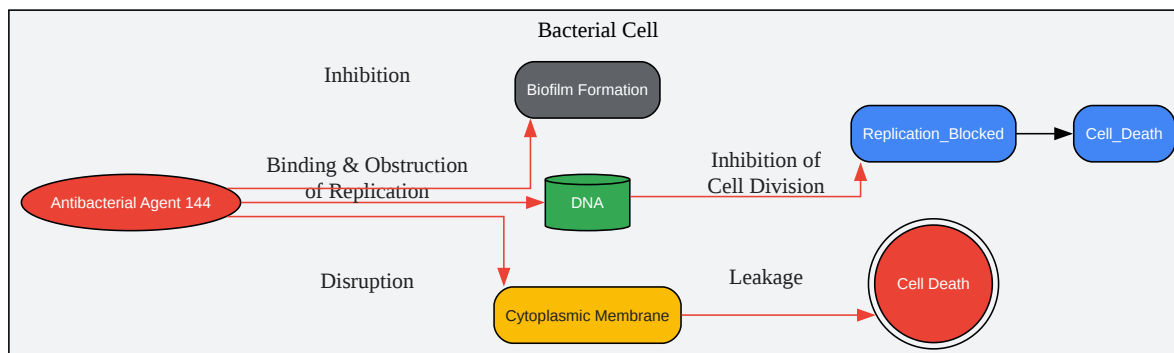 Bacterial Cell
Inhibition
Biofilm Formation
Binding & Obstruction
of Replication
Antibacterial Agent 144
DNA
Inhibition of
Cell Division
Replication_Blocked
Cell_Death
Disruption
Cytoplasmic Membrane
Leakage
Cell Death